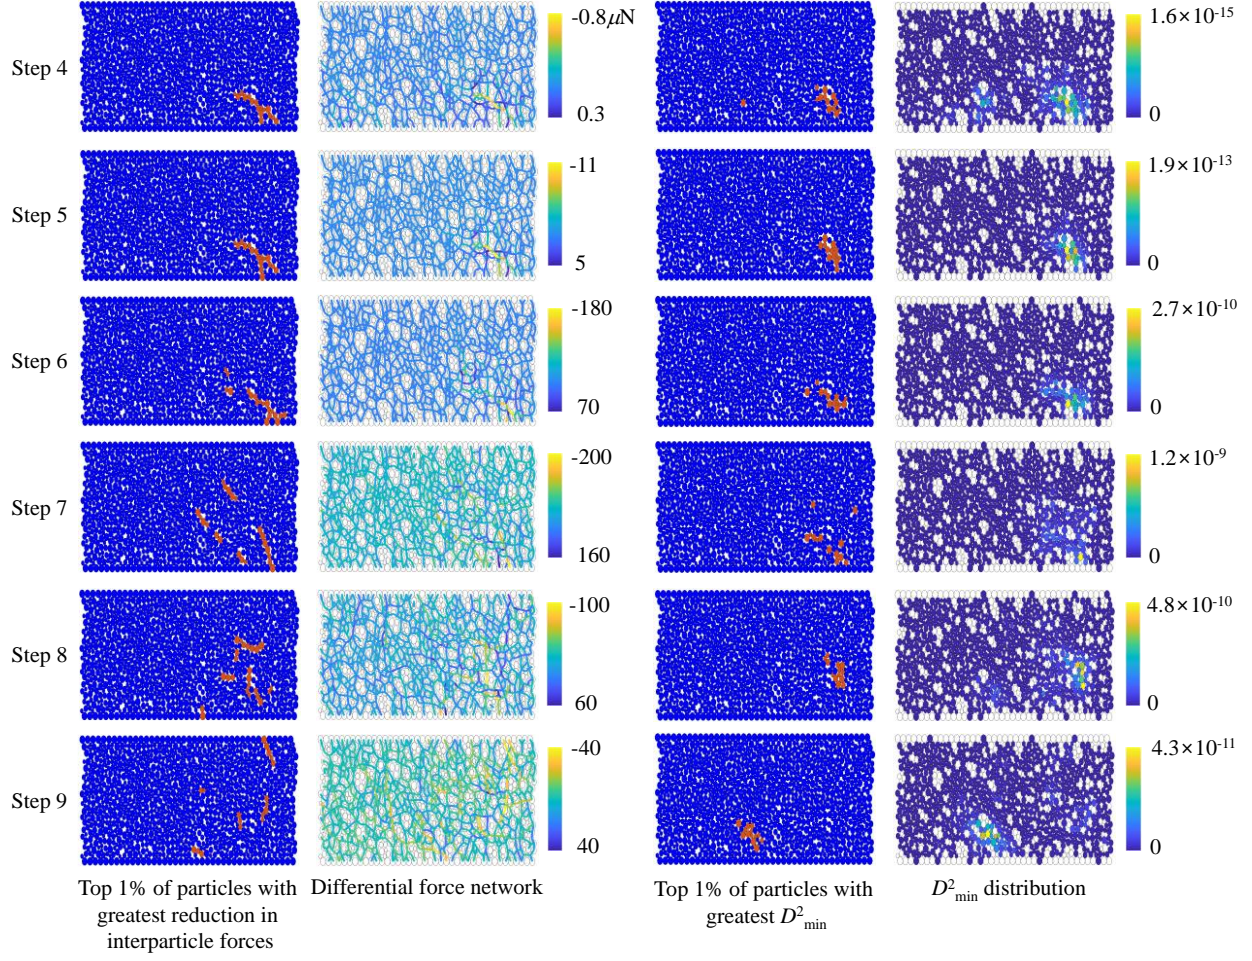 -0.8μN
1.6×10⁻¹⁵
Step 4
0.3
0
-11
1.9×10⁻¹³
Step 5
5
0
-180
2.7×10⁻¹⁰
Step 6
70
0
-200
1.2×10⁻⁹
Step 7
160
0
-100
4.8×10⁻¹⁰
Step 8
60
0
-40
4.3×10⁻¹¹
Step 9
40
0
Top 1% of particles with
greatest reduction in
interparticle forces
Differential force network
Top 1% of particles with
greatest D²min
D²min distribution